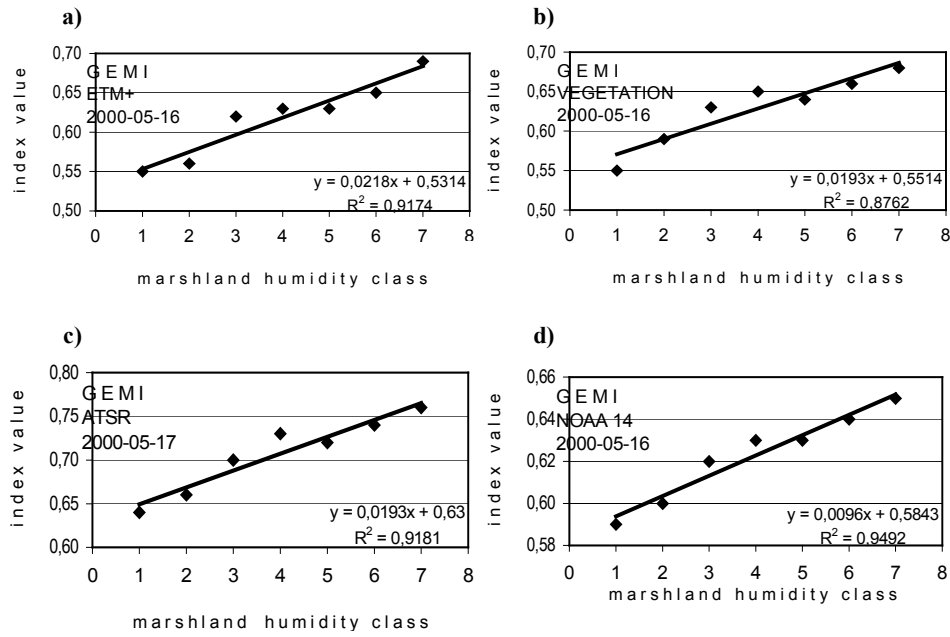 a)
0,70
0,65
0,60
0,55
0,50
index value
GEMI
ETM+
2000-05-16
y = 0,0218x + 0,5314
R² = 0,9174
0 1 2 3 4 5 6 7 8
marshland humidity class
b)
0,70
0,65
0,60
0,55
0,50
index value
GEMI
VEGETATION
2000-05-16
y = 0,0193x + 0,5514
R² = 0,8762
0 1 2 3 4 5 6 7 8
marshland humidity class
c)
0,80
0,75
0,70
0,65
0,60
index value
GEMI
ATSR
2000-05-17
y = 0,0193x + 0,63
R² = 0,9181
0 1 2 3 4 5 6 7 8
marshland humidity class
d)
0,66
0,64
0,62
0,60
0,58
index value
GEMI
NOAA 14
2000-05-16
y = 0,0096x + 0,5843
R² = 0,9492
0 1 2 3 4 5 6 7 8
marshland humidity class